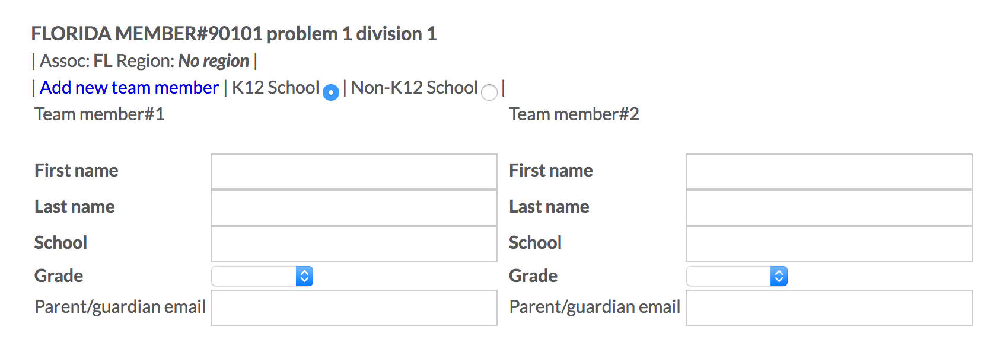 FLORIDA MEMBER#90101 problem 1 division 1
| Assoc: FL Region: No region |
| Add new team member | K12 School | Non-K12 School |
Team member#1 Team member#2
First name First name
Last name Last name
School School
Grade Grade
Parent/guardian email Parent/guardian email